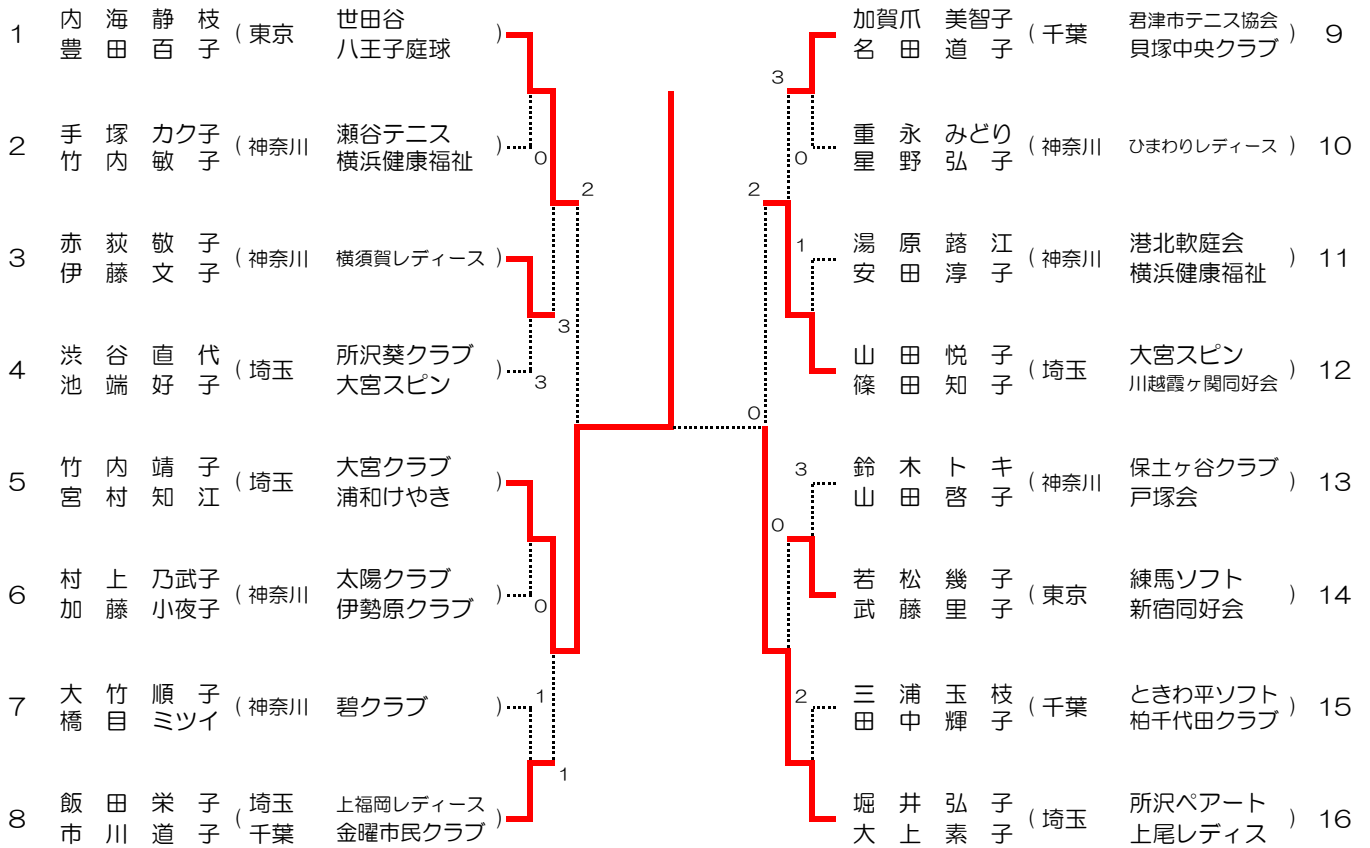 1 内海静枝 (東京 世田谷)
豊田百子 八王子庭球
0
2 手塚カク子 (神奈川 瀬谷テニス)
竹内敏子 横浜健康福祉
2
3 赤荻敬子 (神奈川 横須賀レディース)
伊藤文子
3
4 渋谷直代 (埼玉 所沢葵クラブ)
池端好子 大宮スピン
3
5 竹内靖子 (埼玉 大宮クラブ)
宮村知江 浦和けやき
6 村上乃武子 (神奈川 太陽クラブ)
加藤小夜子 伊勢原クラブ
0
7 大竹順子 (神奈川 碧クラブ)
橋目ミツイ
1
1
8 飯田栄子 (埼玉 上福岡レディース)
市川道子 千葉 金曜市民クラブ
加賀爪美智子 (千葉 君津市テニス協会) 9
名田道子 貝塚中央クラブ
3
重永みどり (神奈川 ひまわりレディース) 10
星野弘子
0
2
湯原蕗江 (神奈川 港北軟庭会) 11
安田淳子 横浜健康福祉
1
山田悦子 (埼玉 大宮スピン) 12
篠田知子 川越霞ヶ関同好会
0
鈴木トキ (神奈川 保土ヶ谷クラブ) 13
山田啓子 戸塚会
3
0
若松幾子 (東京 練馬ソフト) 14
武藤里子 新宿同好会
三浦玉枝 (千葉 ときわ平ソフト) 15
田中輝子 柏千代田クラブ
2
堀井弘子 (埼玉 所沢ペアート) 16
大上素子 上尾レディス